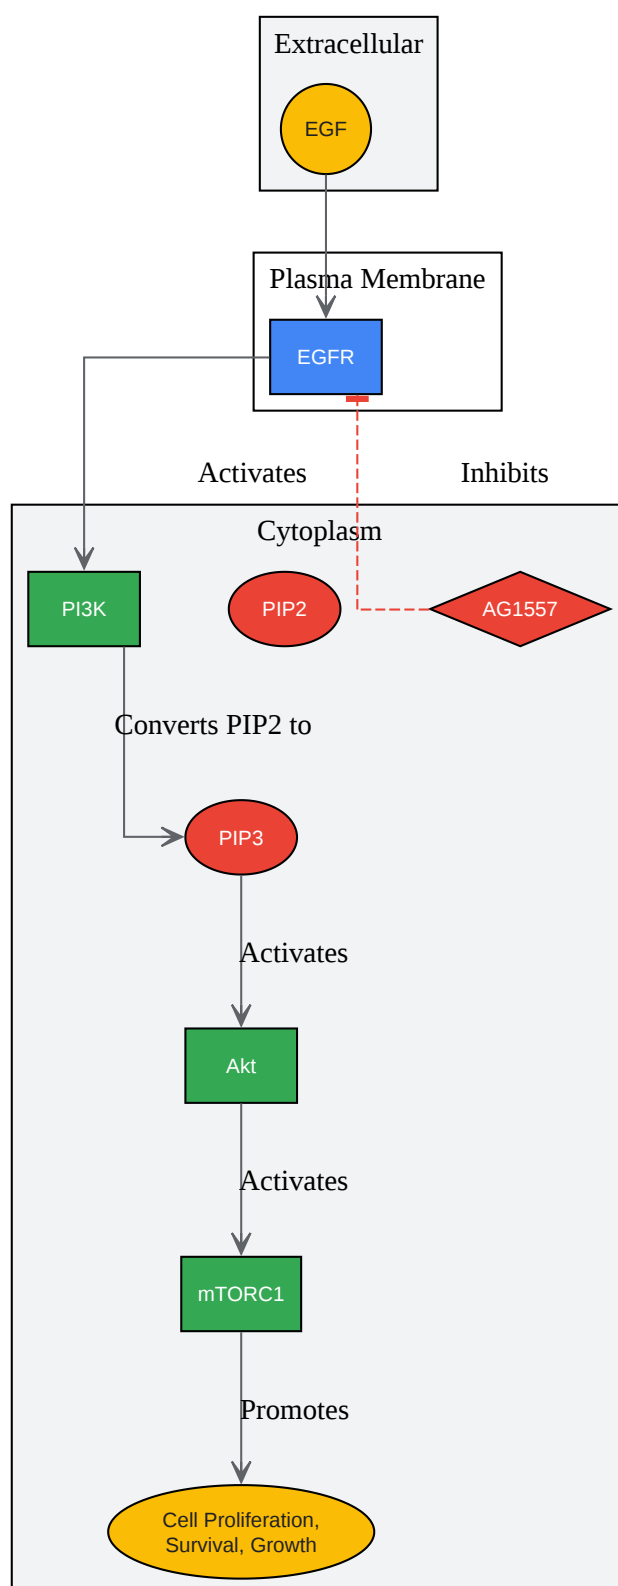 Extracellular
EGF
Plasma Membrane
EGFR
Activates
Inhibits
Cytoplasm
PI3K
PIP2
AG1557
Converts PIP2 to
PIP3
Activates
Akt
Activates
mTORC1
Promotes
Cell Proliferation,
Survival, Growth